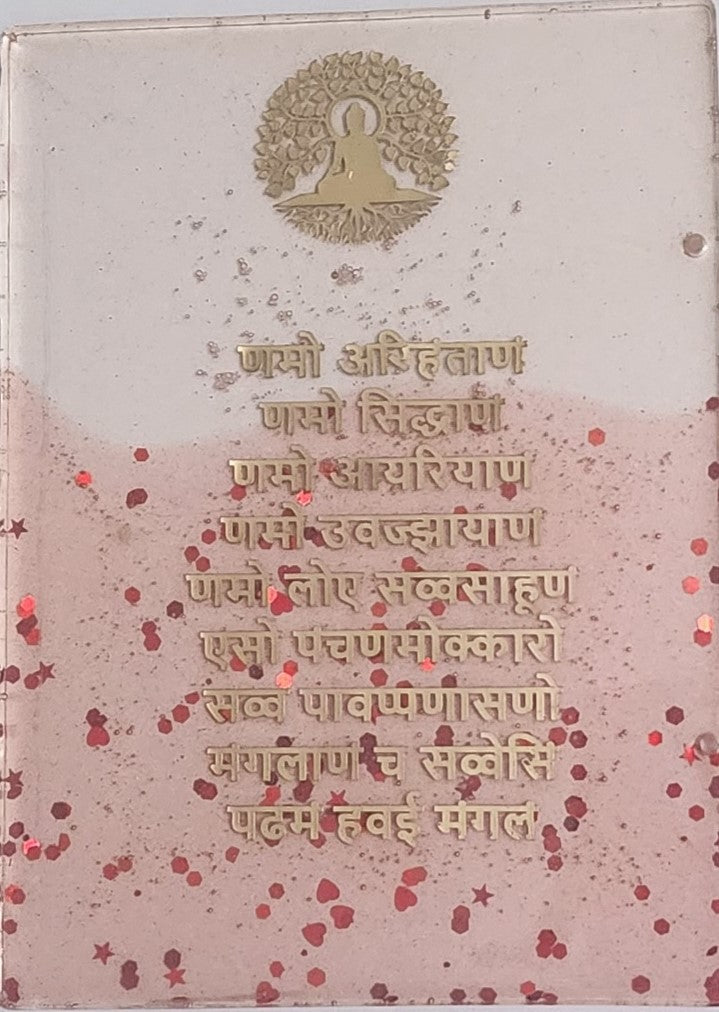 णमो अरिहंताणं
णमो सिद्धाणं
णमो आयरियाणं
णमो उवज्झायाणं
णमो लोए सव्वसाहूणं
एसो पंचणमोक्कारो
सव्व पावप्पणासणो
मंगलाणं च सव्वेसिं
पढमं हवई मंगलं